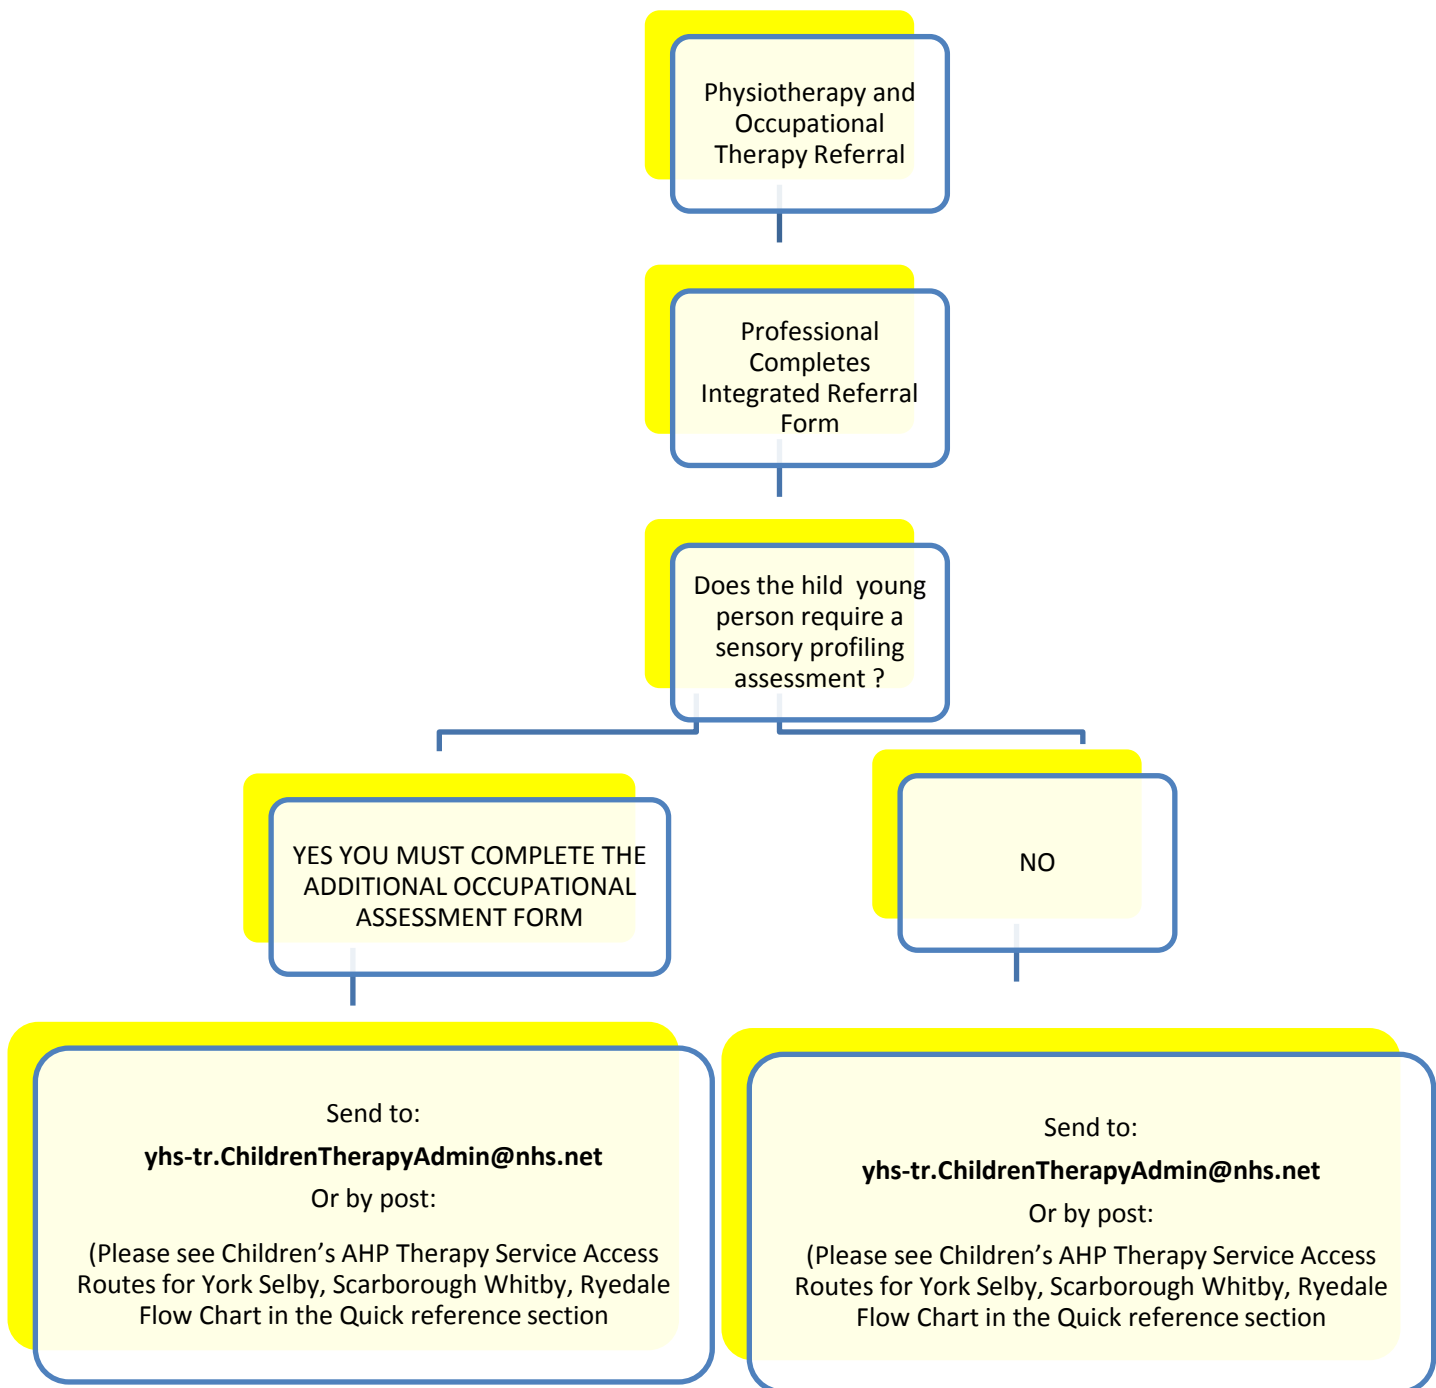 Physiotherapy and
Occupational
Therapy Referral
Professional
Completes
Integrated Referral
Form
Does the hild  young
person require a
sensory profiling
assessment ?
YES YOU MUST COMPLETE THE
ADDITIONAL OCCUPATIONAL
ASSESSMENT FORM
NO
Send to:
yhs-tr.ChildrenTherapyAdmin@nhs.net
Or by post:
(Please see Children’s AHP Therapy Service Access
Routes for York Selby, Scarborough Whitby, Ryedale
Flow Chart in the Quick reference section
Send to:
yhs-tr.ChildrenTherapyAdmin@nhs.net
Or by post:
(Please see Children’s AHP Therapy Service Access
Routes for York Selby, Scarborough Whitby, Ryedale
Flow Chart in the Quick reference section